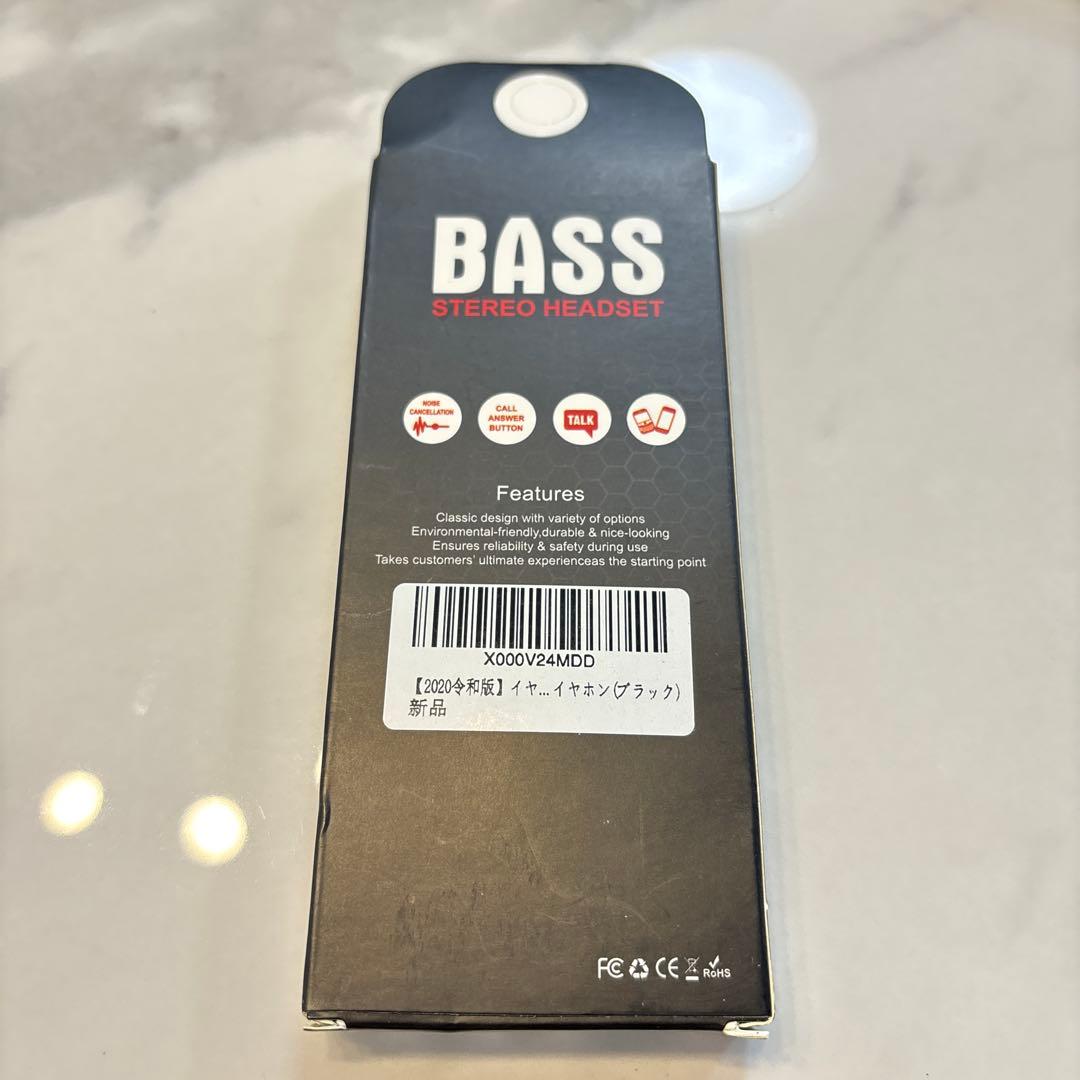 BASS
STEREO HEADSET
NOISE
CANCELLATION
CALL
ANSWER
BUTTON
TALK
Features
Classic design with variety of options
Environmental-friendly,durable & nice-looking
Ensures reliability & safety during use
Takes customers' ultimate experienceas the starting point
X000V24MDD
【2020令和版】イヤ...イヤホン(ブラック)
新品
FC CE RoHS